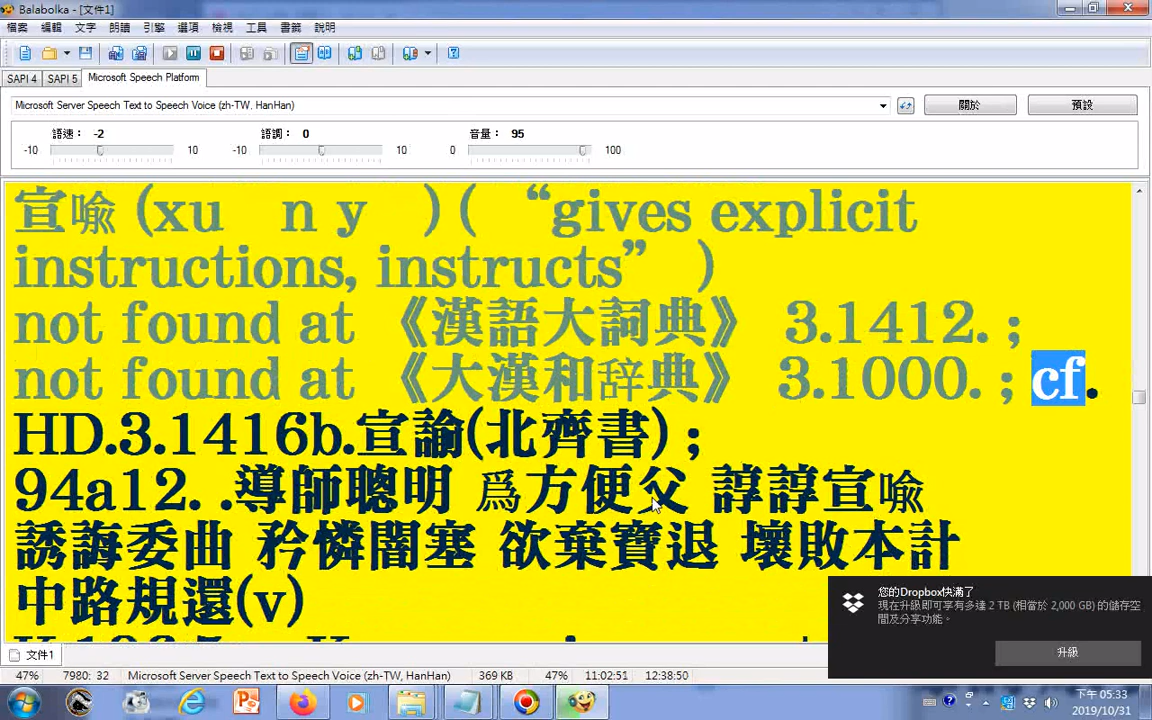 Balabolka - [文件1]
檔案 編輯 文字 朗讀 引擎 選項 檢視 工具 書籤 說明
SAPI 4 SAPI 5 Microsoft Speech Platform
Microsoft Server Speech Text to Speech Voice (zh-TW, HanHan)
關於 預設
語速： -2 語調： 0 音量： 95
-10 10 -10 10 0 100
宣喩 (xu n y ) ( “gives explicit
instructions, instructs” )
not found at 《漢語大詞典》 3.1412. ;
not found at 《大漢和辞典》 3.1000. ; cf.
HD.3.1416b.宣諭(北齊書) ;
94a12. .導師聰明 爲方便父 諄諄宣喩
誘誨委曲 矜憐闇塞 欲棄寶退 壞敗本計
中路規還(v)
您的Dropbox快滿了
現在升級即可享有多達 2 TB (相當於 2,000 GB) 的儲存空
間及分享功能。
升級
文件1
47% 7980: 32 Microsoft Server Speech Text to Speech Voice (zh-TW, HanHan) 369 KB 47% 11:02:51 12:38:50
下午 05:33
2019/10/31